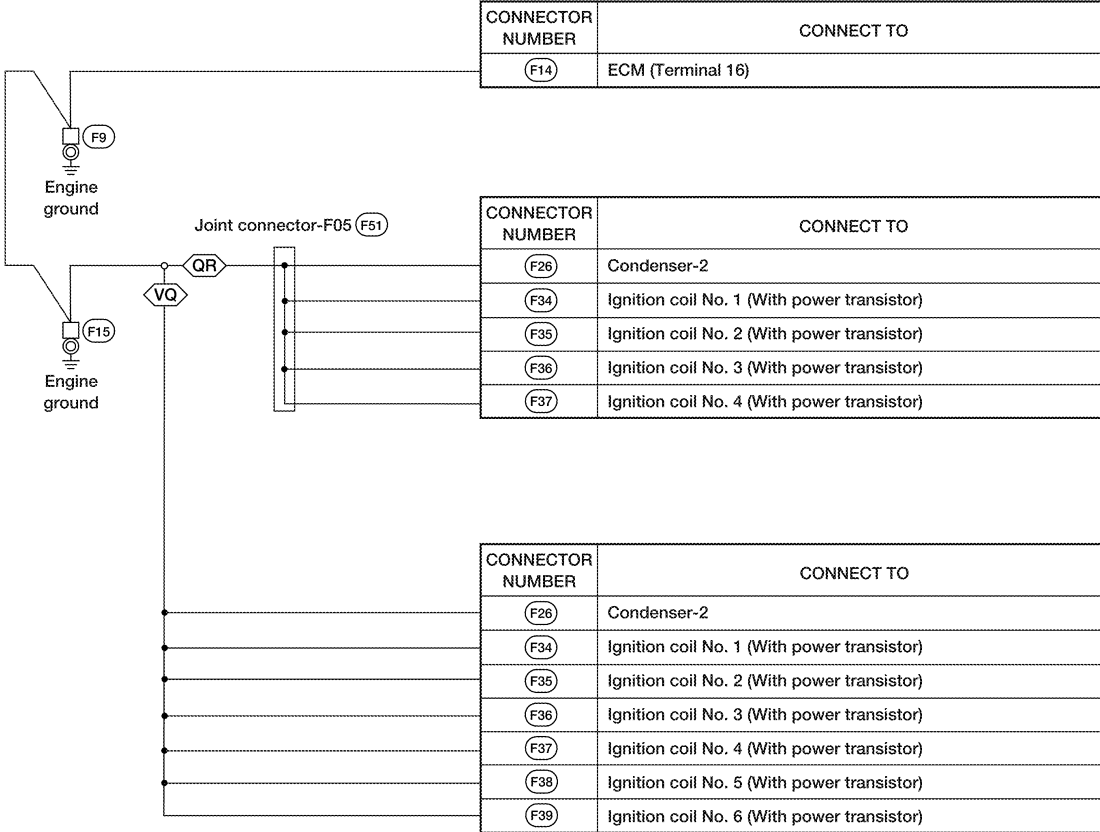 CONNECTOR NUMBER CONNECT TO
F14 ECM (Terminal 16)
F9
Engine
ground
Joint connector-F05 F51
CONNECTOR NUMBER CONNECT TO
QR
VQ
F15
Engine
ground
F26 Condenser-2
F34 Ignition coil No. 1 (With power transistor)
F35 Ignition coil No. 2 (With power transistor)
F36 Ignition coil No. 3 (With power transistor)
F37 Ignition coil No. 4 (With power transistor)
CONNECTOR NUMBER CONNECT TO
F26 Condenser-2
F34 Ignition coil No. 1 (With power transistor)
F35 Ignition coil No. 2 (With power transistor)
F36 Ignition coil No. 3 (With power transistor)
F37 Ignition coil No. 4 (With power transistor)
F38 Ignition coil No. 5 (With power transistor)
F39 Ignition coil No. 6 (With power transistor)